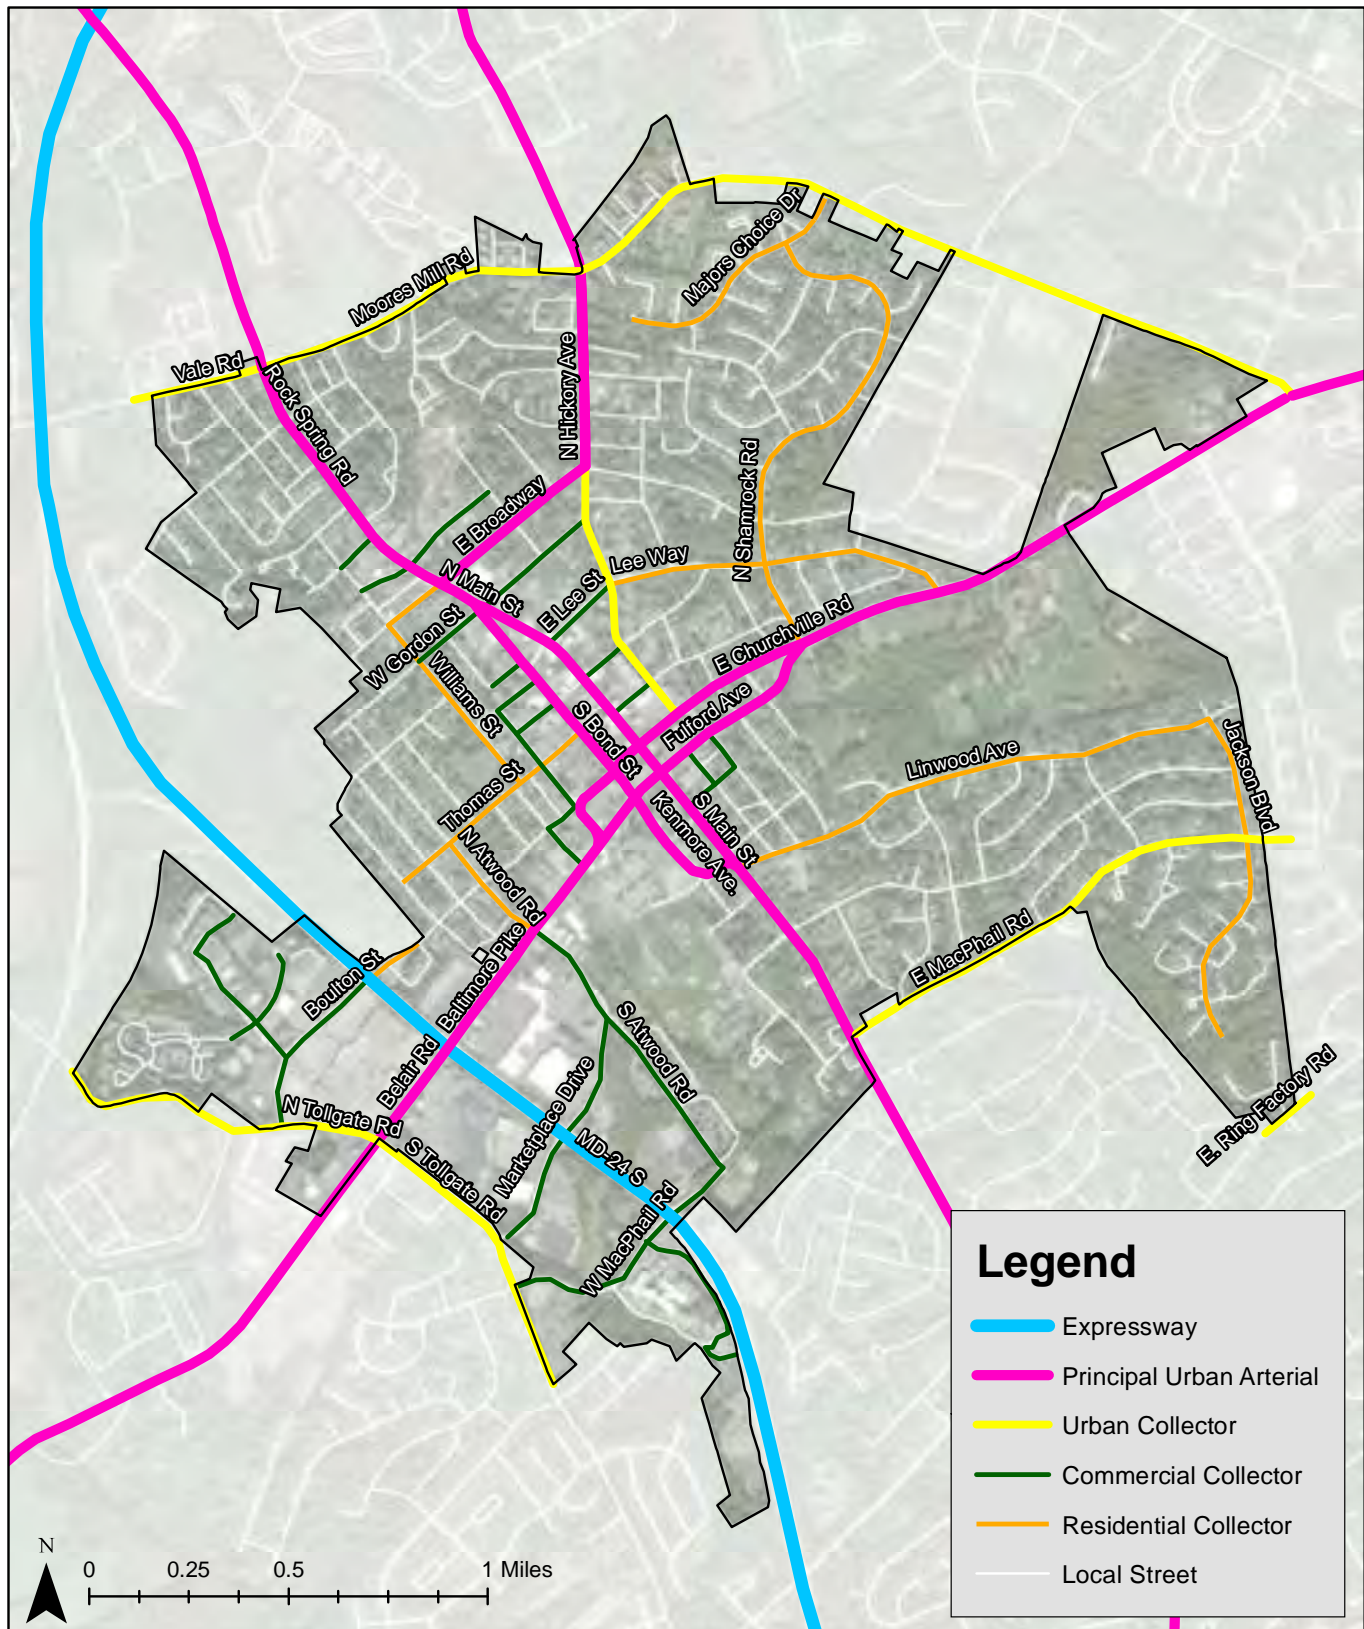 Majors Choice Dr
Moores Mill Rd
Vale Rd
N Hickory Ave
Rock Spring Rd
N Shamrock Rd
E Broadway
Lee Way
N Main St
E Lee St
W Gordon St
E Churchville Rd
Williams St
Fulford Ave
S Bond St
Linwood Ave
Jackson Blvd
Thomas St
Kenmore Ave.
S Main St
N Atwood Rd
E MacPhail Rd
Boulton St
Baltimore Pike
S Atwood Rd
Belair Rd
Marketplace Drive
N Tollgate Rd
S Tollgate Rd
MD-24 S
E. Ring Factory Rd
W MacPhail Rd
Legend
Expressway
Principal Urban Arterial
Urban Collector
Commercial Collector
Residential Collector
Local Street
N
0 0.25 0.5 1 Miles